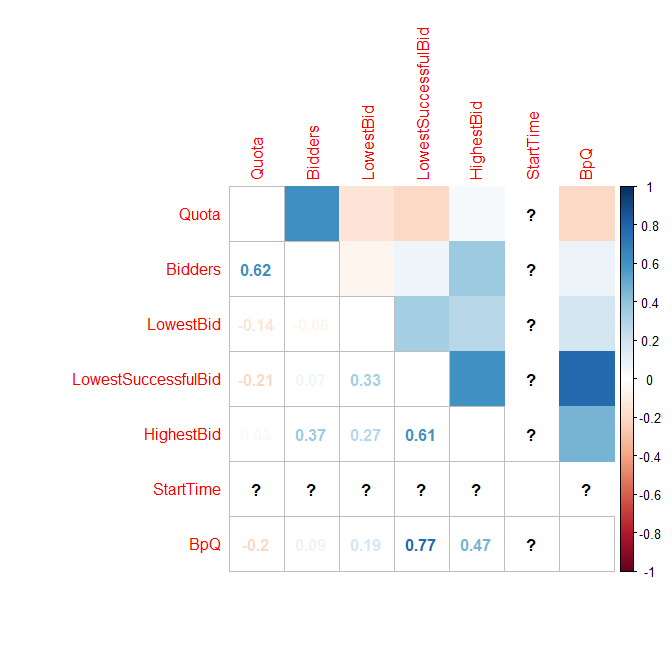 Quota Bidders LowestBid LowestSuccessfulBid HighestBid StartTime BpQ
Quota ?
Bidders 0.62 ?
LowestBid -0.14 -0.06 ?
LowestSuccessfulBid -0.21 0.07 0.33 ?
HighestBid 0.03 0.37 0.27 0.61 ?
StartTime ? ? ? ? ? ?
BpQ -0.2 0.09 0.19 0.77 0.47 ?
1
0.8
0.6
0.4
0.2
0
-0.2
-0.4
-0.6
-0.8
-1